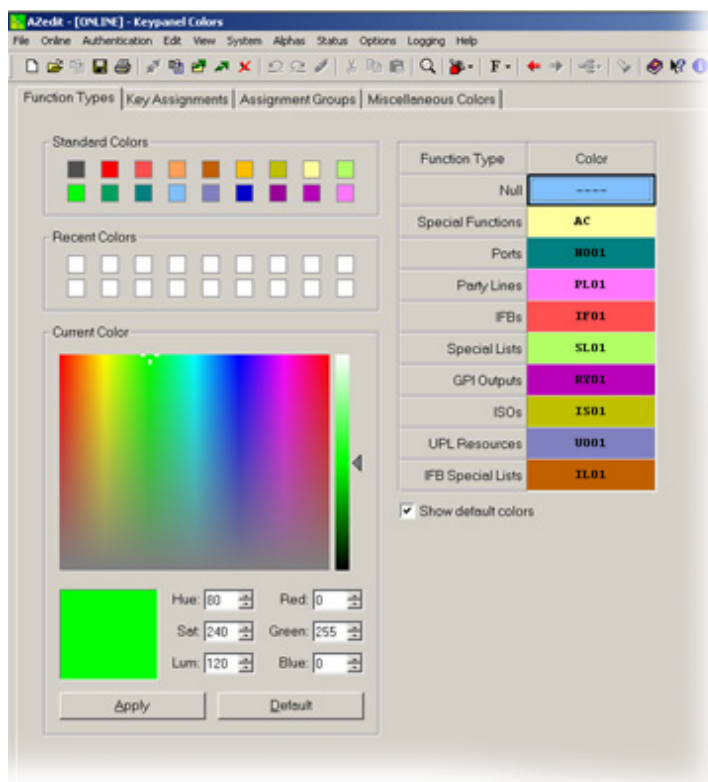 AZedit - [ONLINE] - Keypanel Colors
File Online Authentication Edit View System Alphas Status Options Logging Help
Function Types Key Assignments Assignment Groups Miscellaneous Colors
Standard Colors
Recent Colors
Current Color
Hue: 80 Red: 0
Sat: 240 Green: 255
Lum: 120 Blue: 0
Apply Default
Function Type Color
Null ----
Special Functions AC
Ports N001
Party Lines PL01
IFBs IF01
Special Lists SL01
GPI Outputs RY01
ISOs IS01
UPL Resources U001
IFB Special Lists IL01
Show default colors